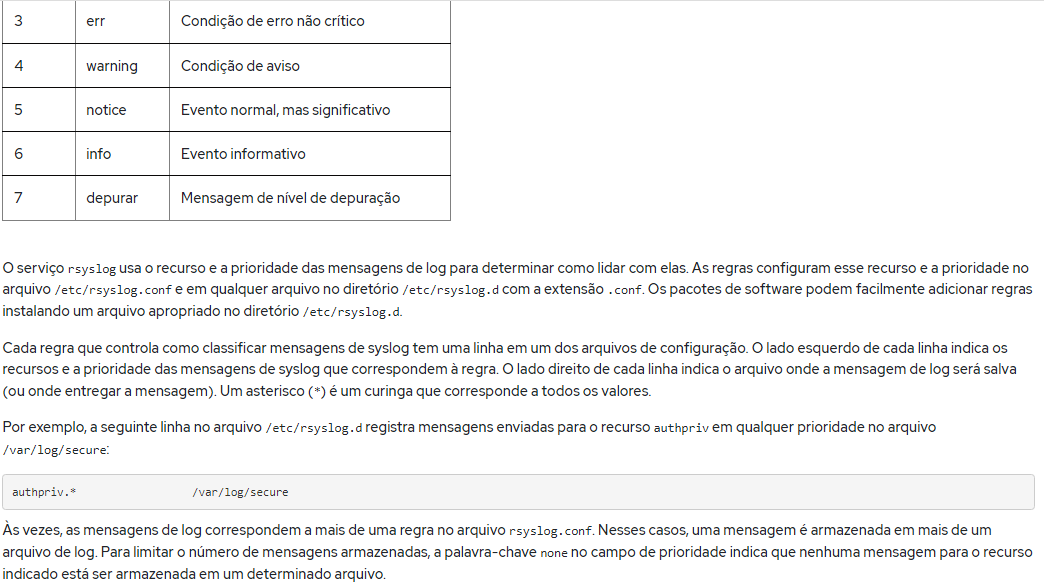 3 err Condição de erro não crítico
4 warning Condição de aviso
5 notice Evento normal, mas significativo
6 info Evento informativo
7 depurar Mensagem de nível de depuração
O serviço rsyslog usa o recurso e a prioridade das mensagens de log para determinar como lidar com elas. As regras configuram esse recurso e a prioridade no
arquivo /etc/rsyslog.conf e em qualquer arquivo no diretório /etc/rsyslog.d com a extensão .conf. Os pacotes de software podem facilmente adicionar regras
instalando um arquivo apropriado no diretório /etc/rsyslog.d.
Cada regra que controla como classificar mensagens de syslog tem uma linha em um dos arquivos de configuração. O lado esquerdo de cada linha indica os
recursos e a prioridade das mensagens de syslog que correspondem à regra. O lado direito de cada linha indica o arquivo onde a mensagem de log será salva
(ou onde entregar a mensagem). Um asterisco (*) é um curinga que corresponde a todos os valores.
Por exemplo, a seguinte linha no arquivo /etc/rsyslog.d registra mensagens enviadas para o recurso authpriv em qualquer prioridade no arquivo
/var/log/secure:
authpriv.* /var/log/secure
Às vezes, as mensagens de log correspondem a mais de uma regra no arquivo rsyslog.conf. Nesses casos, uma mensagem é armazenada em mais de um
arquivo de log. Para limitar o número de mensagens armazenadas, a palavra-chave none no campo de prioridade indica que nenhuma mensagem para o recurso
indicado está ser armazenada em um determinado arquivo.